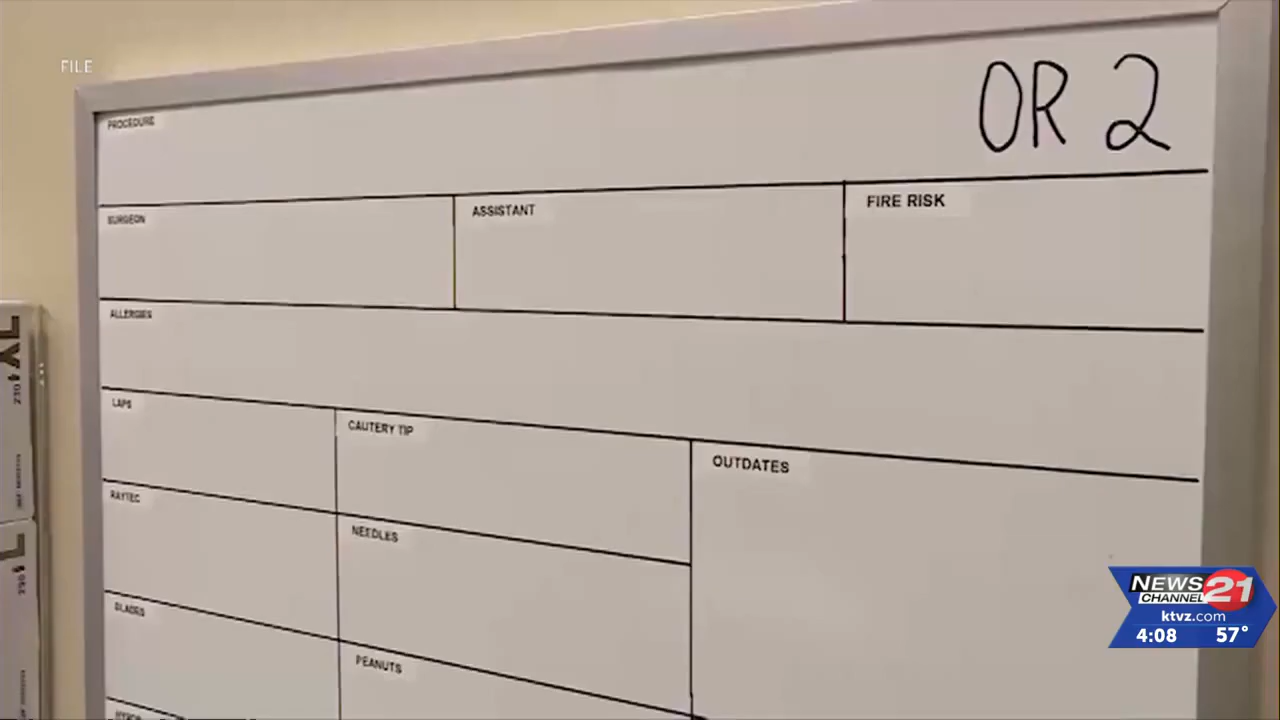 FILE
OR 2
PROCEDURE
SURGEON
ASSISTANT
FIRE RISK
ALLERGIES
LAPS
CAUTERY TIP
OUTDATES
RAYTEC
NEEDLES
BLADES
PEANUTS
230
NEWS
CHANNEL 21
ktvz.com
4:08 57°